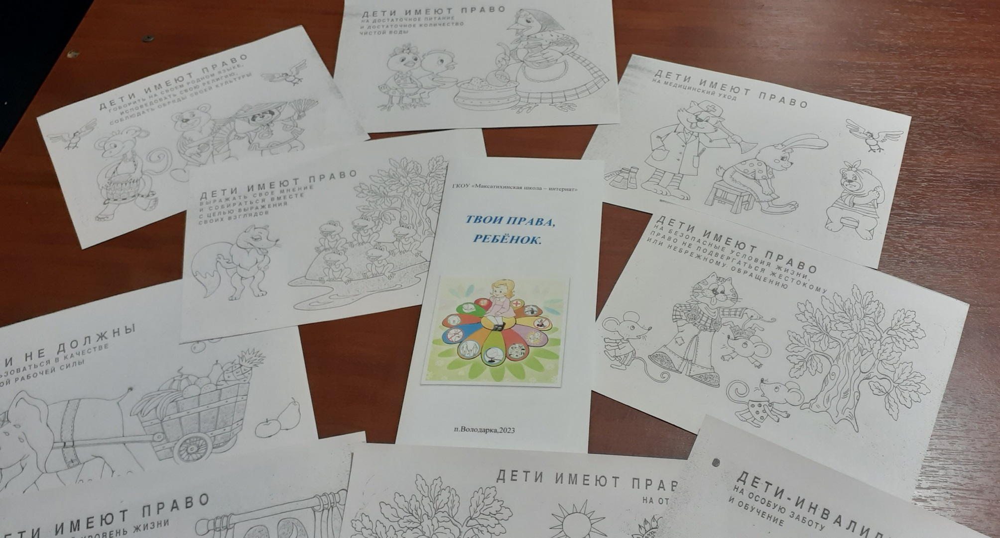 ДЕТИ ИМЕЮТ ПРАВО
НА ДОСТАТОЧНОЕ ПИТАНИЕ
И ДОСТАТОЧНОЕ КОЛИЧЕСТВО
ЧИСТОЙ ВОДЫ
ДЕТИ ИМЕЮТ ПРАВО
ГОВОРИТЬ НА СВОЕМ РОДНОМ ЯЗЫКЕ,
ИСПОВЕДОВАТЬ СВОЮ РЕЛИГИЮ,
СОБЛЮДАТЬ ОБРЯДЫ СВОЕЙ КУЛЬТУРЫ
ДЕТИ ИМЕЮТ ПРАВО
НА МЕДИЦИНСКИЙ УХОД
ДЕТИ ИМЕЮТ ПРАВО
ВЫРАЖАТЬ СВОЕ МНЕНИЕ
И СОБИРАТЬСЯ ВМЕСТЕ
С ЦЕЛЬЮ ВЫРАЖЕНИЯ
СВОИХ ВЗГЛЯДОВ
ГКОУ «Максатихинская школа – интернат»
ТВОИ ПРАВА,
РЕБЁНОК.
п.Володарка,2023
ДЕТИ ИМЕЮТ ПРАВО
НА БЕЗОПАСНЫЕ УСЛОВИЯ ЖИЗНИ,
ПРАВО НЕ ПОДВЕРГАТЬСЯ ЖЕСТОКОМУ
ИЛИ НЕБРЕЖНОМУ ОБРАЩЕНИЮ
И НЕ ДОЛЖНЫ
ЬЗОВАТЬСЯ В КАЧЕСТВЕ
ОЙ РАБОЧЕЙ СИЛЫ
ЕТИ ИМЕЮТ ПРАВО
УРОВЕНЬ ЖИЗНИ
ДЕТИ ИМЕЮТ ПРАВ
НА ОТ
ДЕТИ-ИНВАЛИД
НА ОСОБУЮ ЗАБОТУ
И ОБУЧЕНИЕ